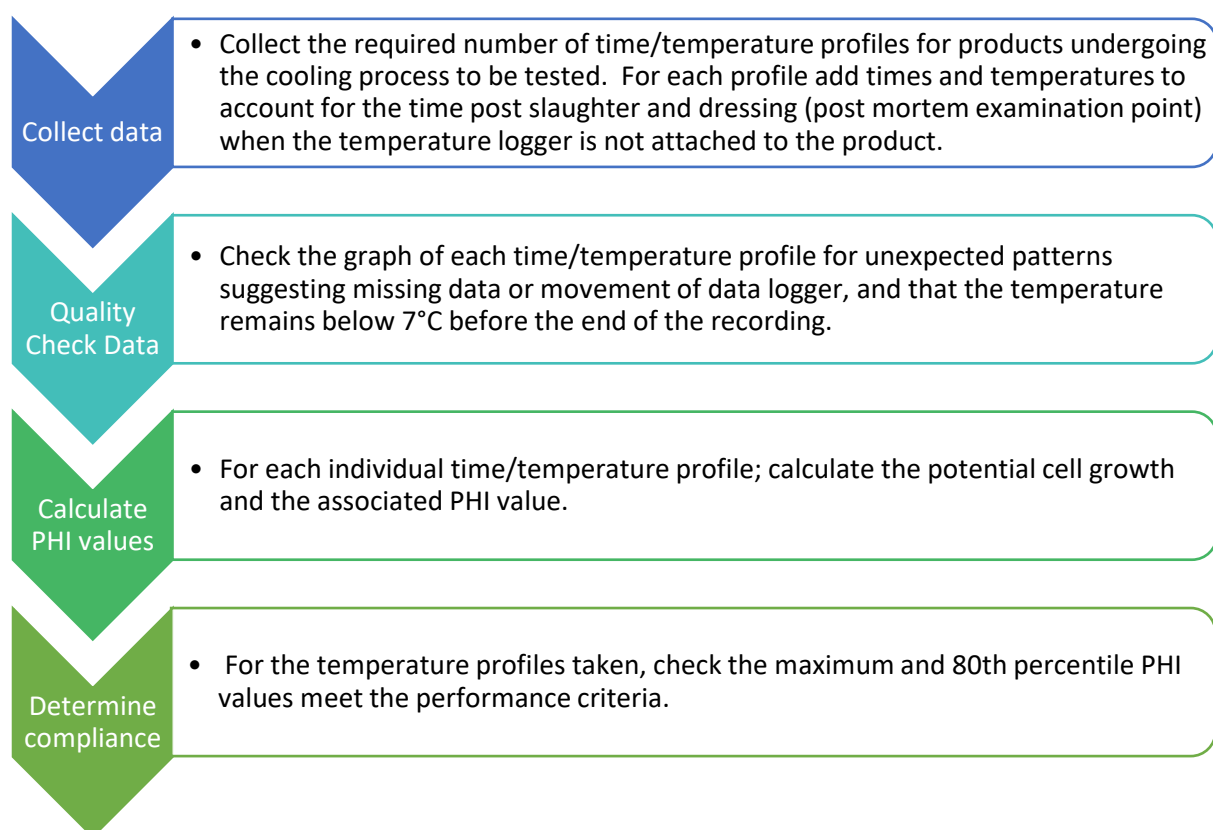 Collect data
• Collect the required number of time/temperature profiles for products undergoing
the cooling process to be tested.  For each profile add times and temperatures to
account for the time post slaughter and dressing (post mortem examination point)
when the temperature logger is not attached to the product.
Quality
Check Data
• Check the graph of each time/temperature profile for unexpected patterns
suggesting missing data or movement of data logger, and that the temperature
remains below 7°C before the end of the recording.
Calculate
PHI values
• For each individual time/temperature profile; calculate the potential cell growth
and the associated PHI value.
Determine
compliance
• For the temperature profiles taken, check the maximum and 80th percentile PHI
values meet the performance criteria.